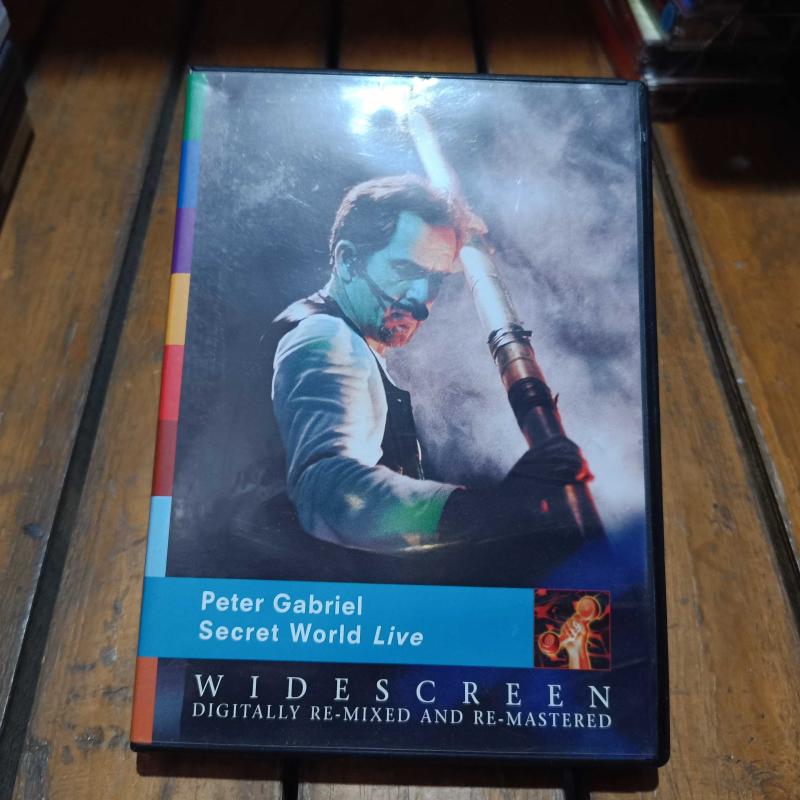 Peter Gabriel
Secret World Live
WIDESCREEN
DIGITALLY RE-MIXED AND RE-MASTERED